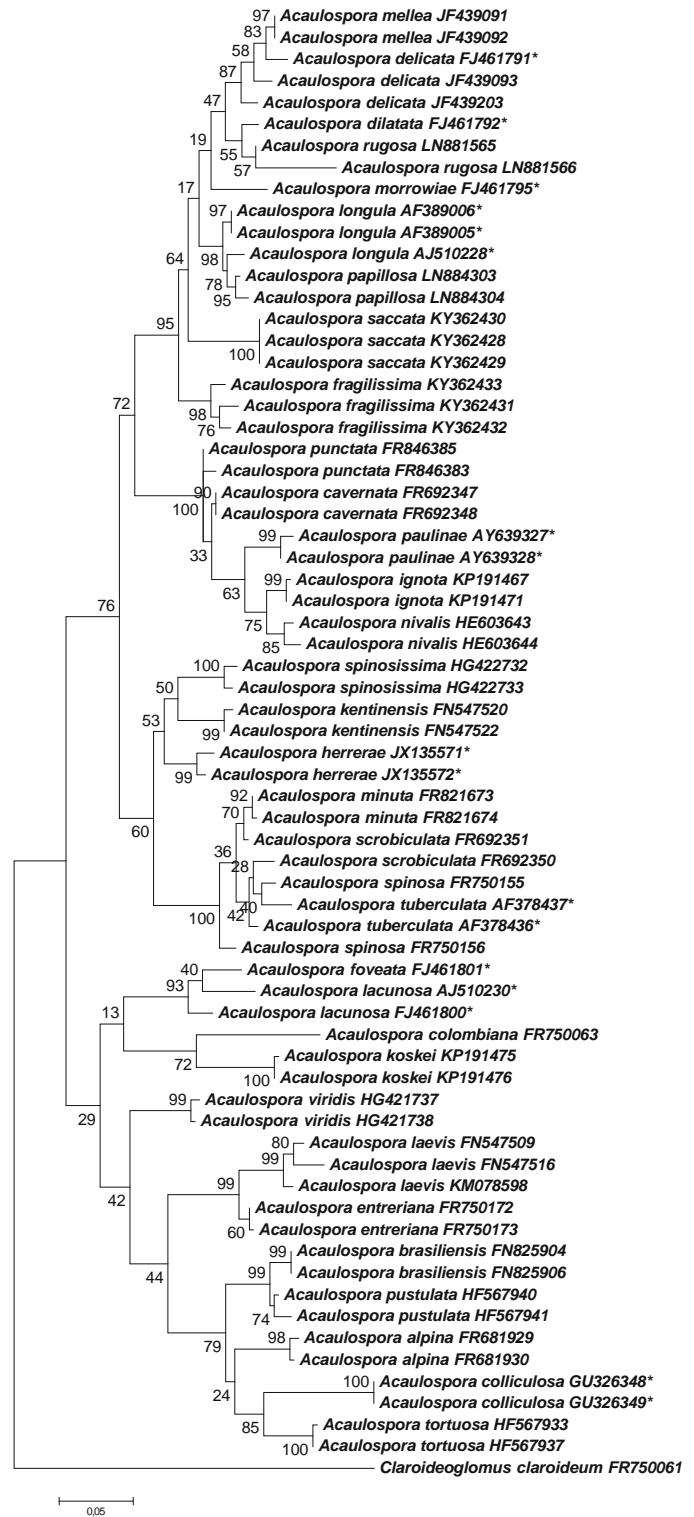 97 Acaulospora mellea JF439091
83 Acaulospora mellea JF439092
58 Acaulospora delicata FJ461791*
87 Acaulospora delicata JF439093
47 Acaulospora delicata JF439203
Acaulospora dilatata FJ461792*
19 55 Acaulospora rugosa LN881565
57 Acaulospora rugosa LN881566
17 Acaulospora morrowiae FJ461795*
97 Acaulospora longula AF389006*
Acaulospora longula AF389005*
64 98 Acaulospora longula AJ510228*
78 Acaulospora papillosa LN884303
95 Acaulospora papillosa LN884304
95 Acaulospora saccata KY362430
Acaulospora saccata KY362428
100 Acaulospora saccata KY362429
Acaulospora fragilissima KY362433
72 98 Acaulospora fragilissima KY362431
76 Acaulospora fragilissima KY362432
Acaulospora punctata FR846385
Acaulospora punctata FR846383
90 Acaulospora cavernata FR692347
100 Acaulospora cavernata FR692348
99 Acaulospora paulinae AY639327*
33 Acaulospora paulinae AY639328*
99 Acaulospora ignota KP191467
63 Acaulospora ignota KP191471
76 75 Acaulospora nivalis HE603643
85 Acaulospora nivalis HE603644
100 Acaulospora spinosissima HG422732
50 Acaulospora spinosissima HG422733
Acaulospora kentinensis FN547520
53 99 Acaulospora kentinensis FN547522
Acaulospora herrerae JX135571*
99 Acaulospora herrerae JX135572*
92 Acaulospora minuta FR821673
70 Acaulospora minuta FR821674
60 Acaulospora scrobiculata FR692351
36 28 Acaulospora scrobiculata FR692350
Acaulospora spinosa FR750155
40 Acaulospora tuberculata AF378437*
100 42 Acaulospora tuberculata AF378436*
Acaulospora spinosa FR750156
40 Acaulospora foveata FJ461801*
93 Acaulospora lacunosa AJ510230*
13 Acaulospora lacunosa FJ461800*
Acaulospora colombiana FR750063
72 Acaulospora koskei KP191475
100 Acaulospora koskei KP191476
99 Acaulospora viridis HG421737
29 Acaulospora viridis HG421738
80 Acaulospora laevis FN547509
99 Acaulospora laevis FN547516
99 Acaulospora laevis KM078598
42 Acaulospora entreriana FR750172
60 Acaulospora entreriana FR750173
99 Acaulospora brasiliensis FN825904
44 99 Acaulospora brasiliensis FN825906
Acaulospora pustulata HF567940
74 Acaulospora pustulata HF567941
79 98 Acaulospora alpina FR681929
Acaulospora alpina FR681930
24 100 Acaulospora colliculosa GU326348*
Acaulospora colliculosa GU326349*
85 Acaulospora tortuosa HF567933
100 Acaulospora tortuosa HF567937
Claroideoglomus claroideum FR750061
0,05